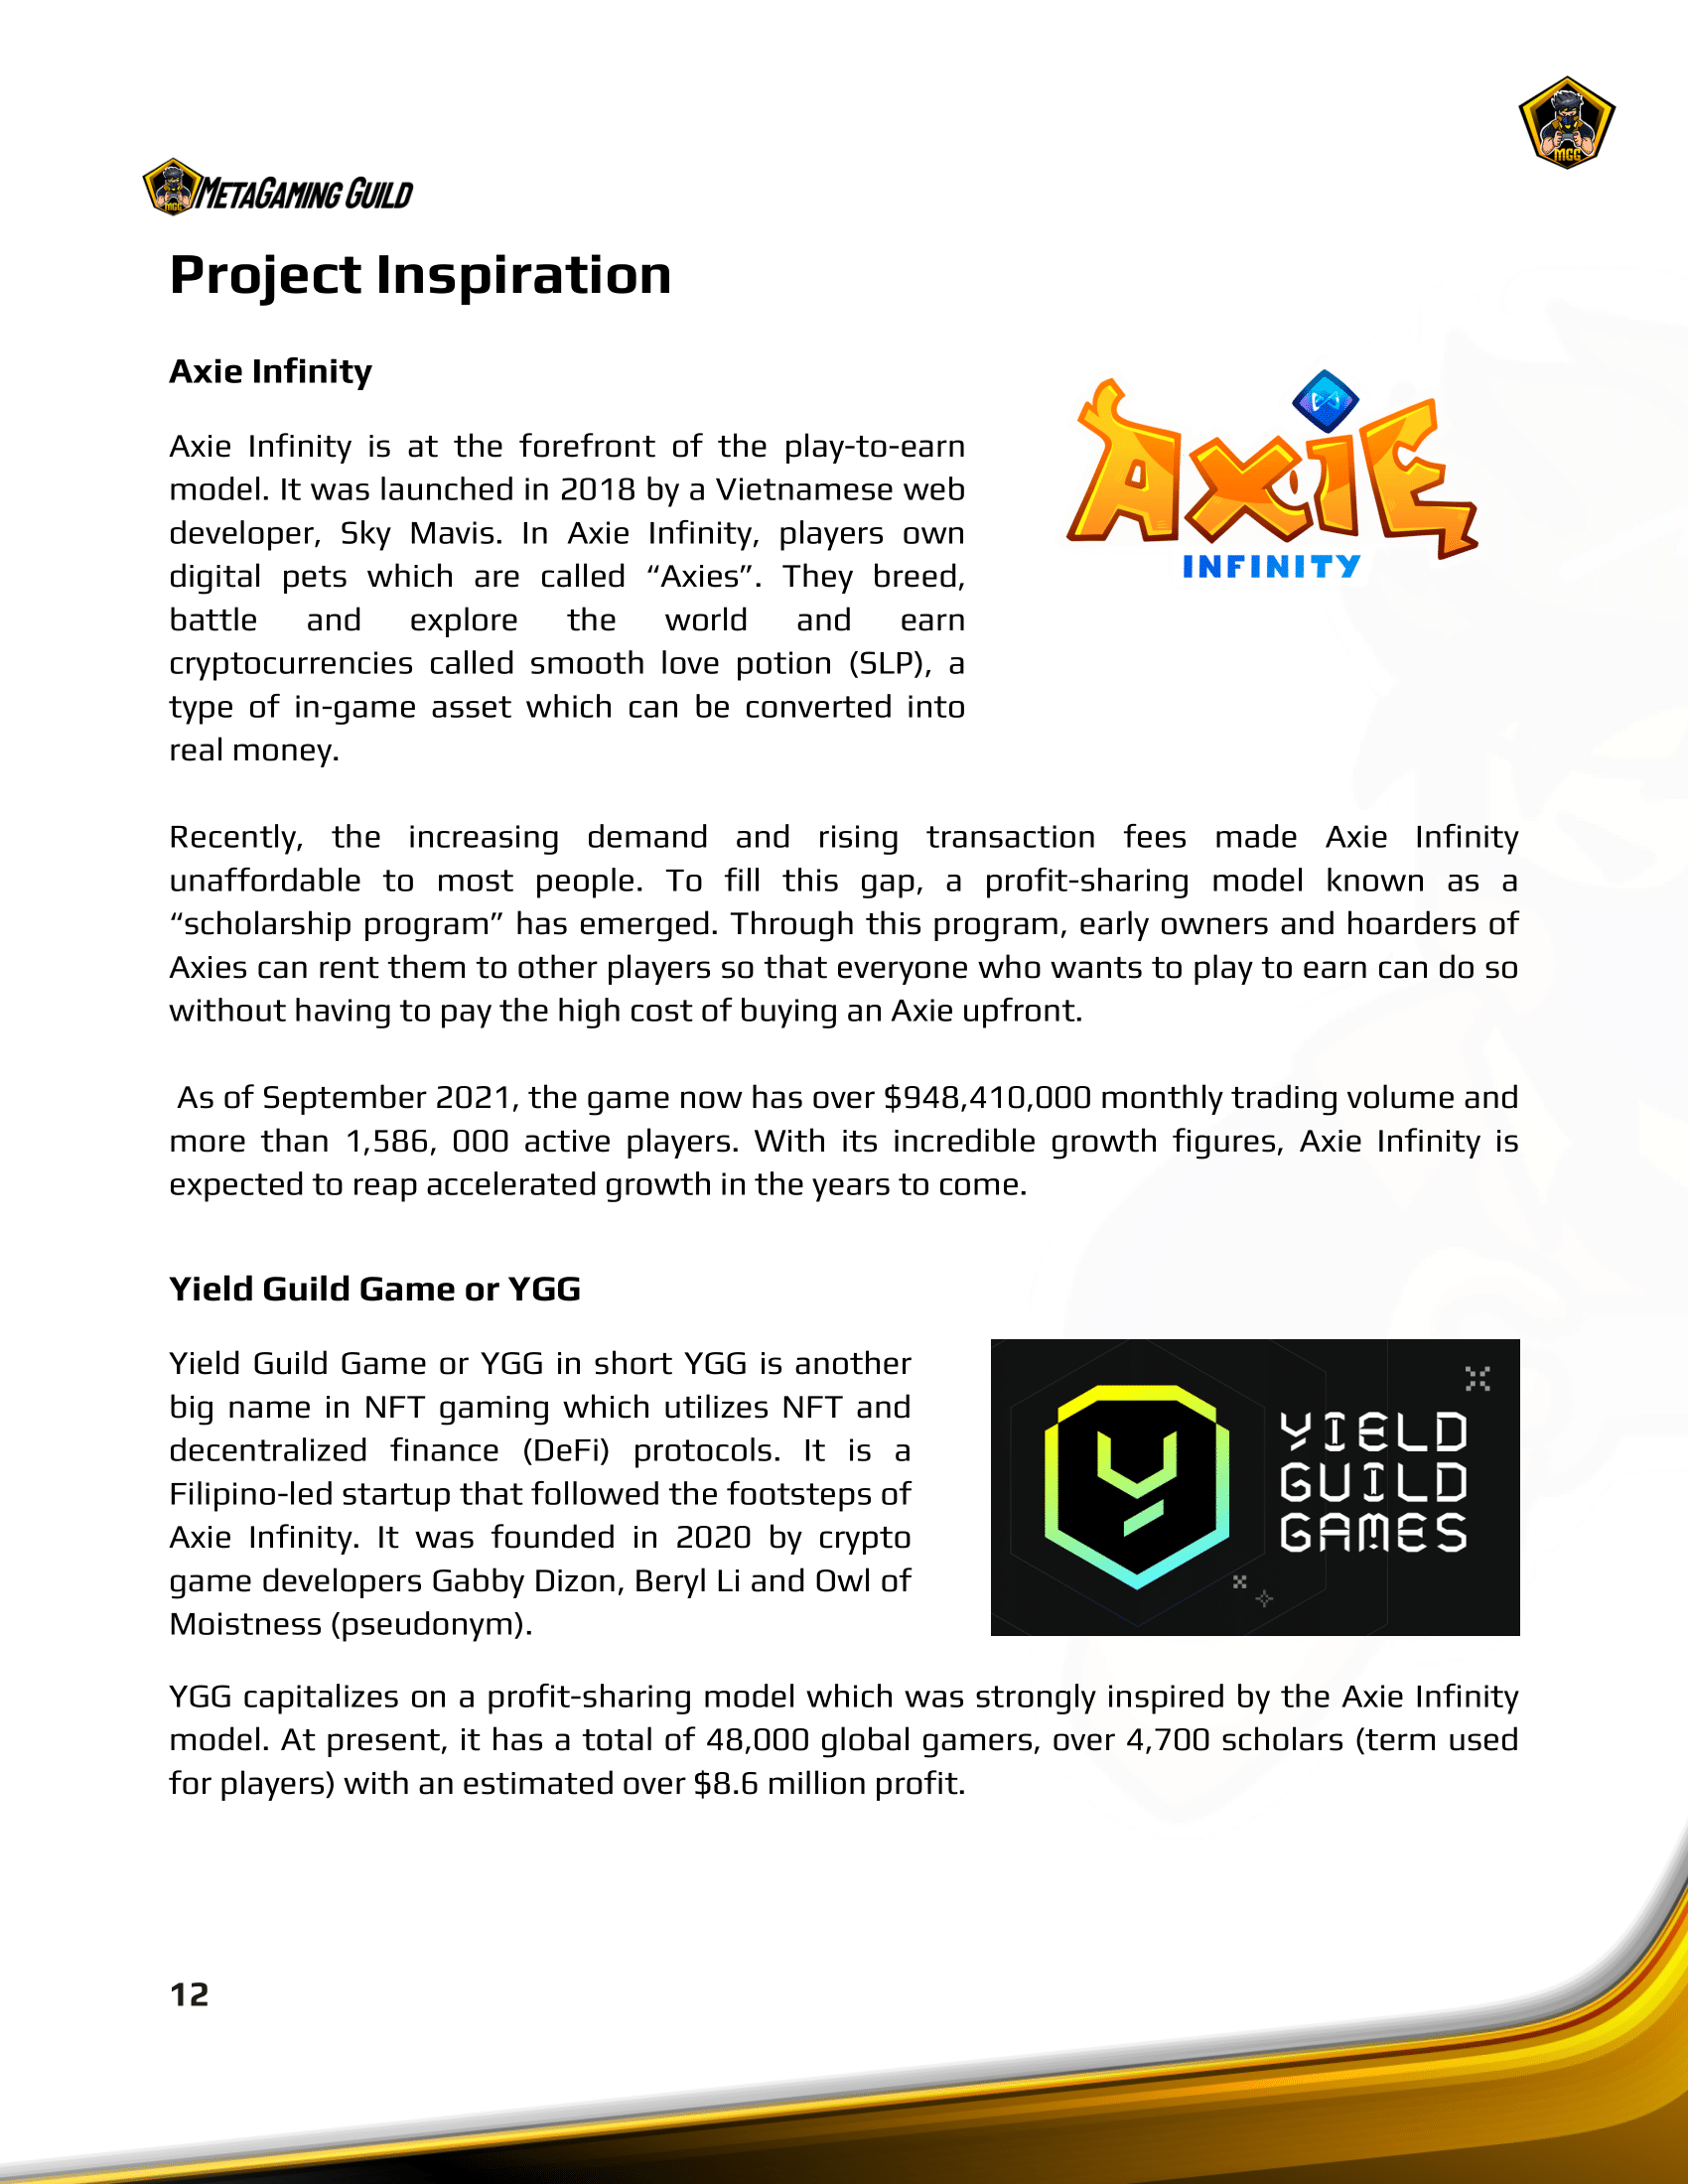 MGG
MGG
METAGAMING GUILD
Project Inspiration
Axie Infinity
Axie Infinity is at the forefront of the play-to-earn
model. It was launched in 2018 by a Vietnamese web
developer, Sky Mavis. In Axie Infinity, players own
digital pets which are called “Axies”. They breed,
battle and explore the world and earn
cryptocurrencies called smooth love potion (SLP), a
type of in-game asset which can be converted into
real money.
AXIE
INFINITY
Recently, the increasing demand and rising transaction fees made Axie Infinity
unaffordable to most people. To fill this gap, a profit-sharing model known as a
“scholarship program” has emerged. Through this program, early owners and hoarders of
Axies can rent them to other players so that everyone who wants to play to earn can do so
without having to pay the high cost of buying an Axie upfront.
As of September 2021, the game now has over $948,410,000 monthly trading volume and
more than 1,586, 000 active players. With its incredible growth figures, Axie Infinity is
expected to reap accelerated growth in the years to come.
Yield Guild Game or YGG
Yield Guild Game or YGG in short YGG is another
big name in NFT gaming which utilizes NFT and
decentralized finance (DeFi) protocols. It is a
Filipino-led startup that followed the footsteps of
Axie Infinity. It was founded in 2020 by crypto
game developers Gabby Dizon, Beryl Li and Owl of
Moistness (pseudonym).
YIELD
GUILD
GAMES
YGG capitalizes on a profit-sharing model which was strongly inspired by the Axie Infinity
model. At present, it has a total of 48,000 global gamers, over 4,700 scholars (term used
for players) with an estimated over $8.6 million profit.
12